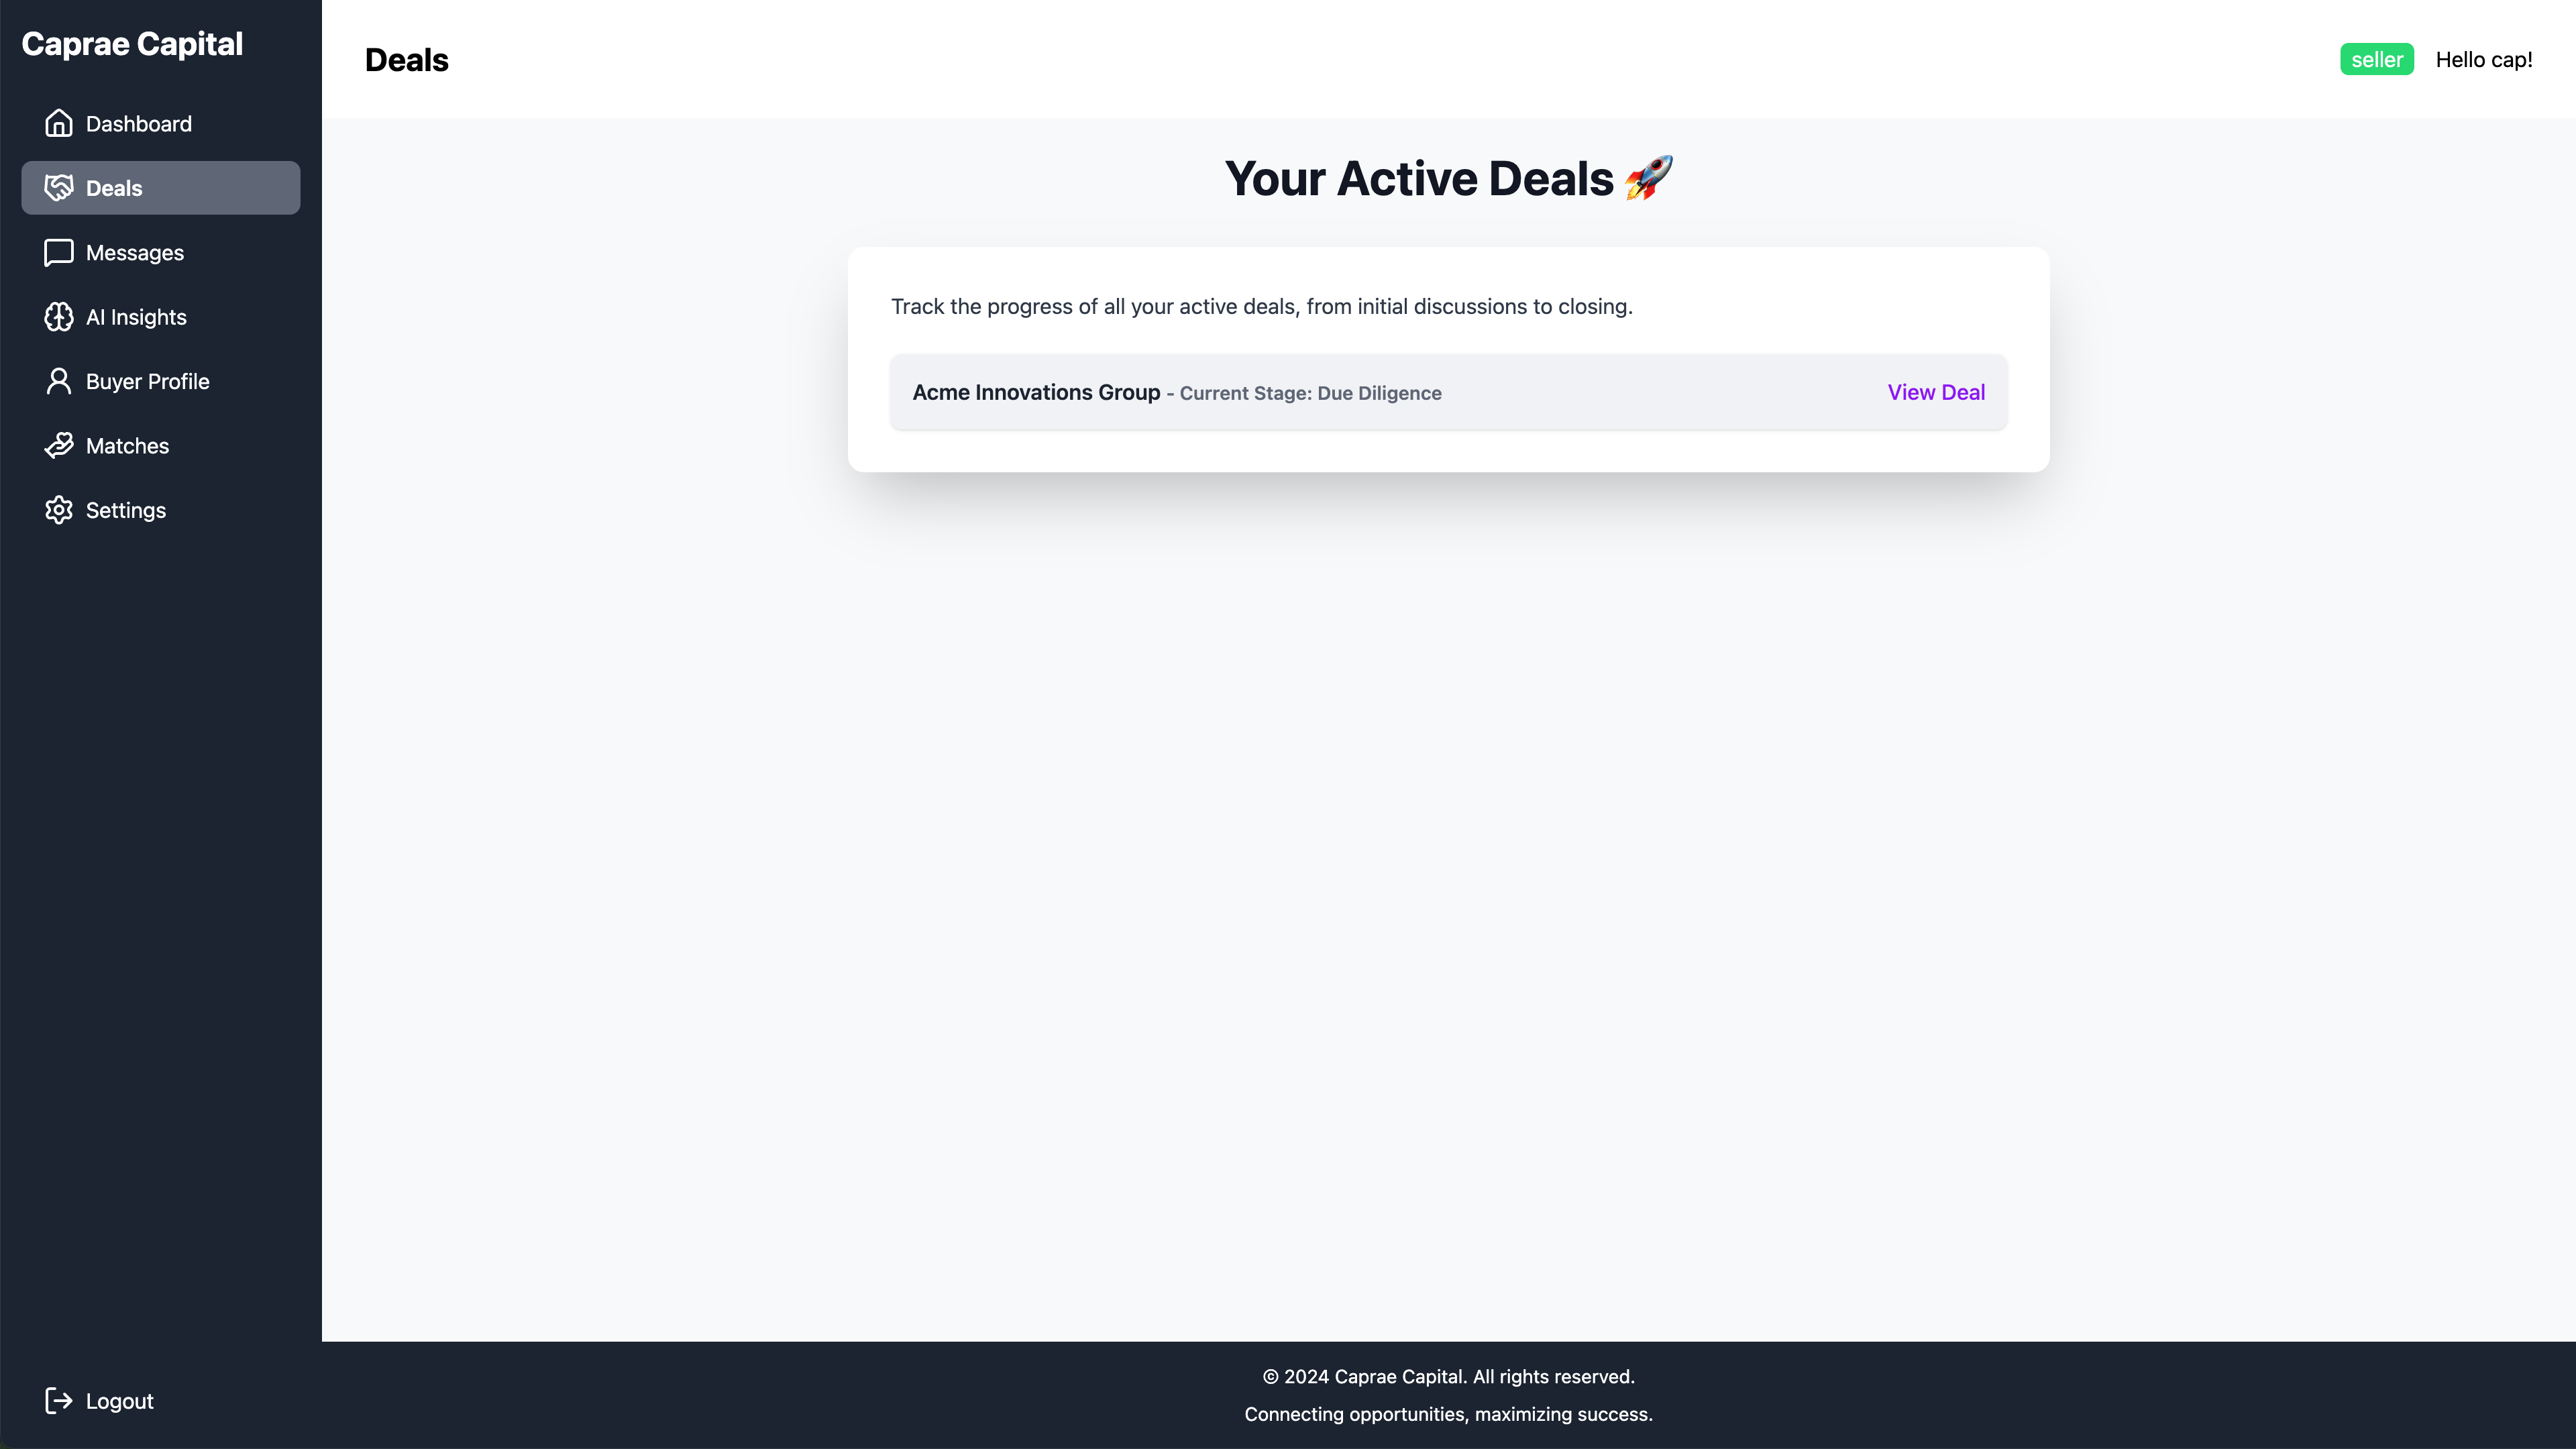 Caprae Capital
Dashboard
Deals
Messages
AI Insights
Buyer Profile
Matches
Settings
Logout
Deals
seller
Hello cap!
Your Active Deals 🚀
Track the progress of all your active deals, from initial discussions to closing.
Acme Innovations Group - Current Stage: Due Diligence
View Deal
© 2024 Caprae Capital. All rights reserved.
Connecting opportunities, maximizing success.